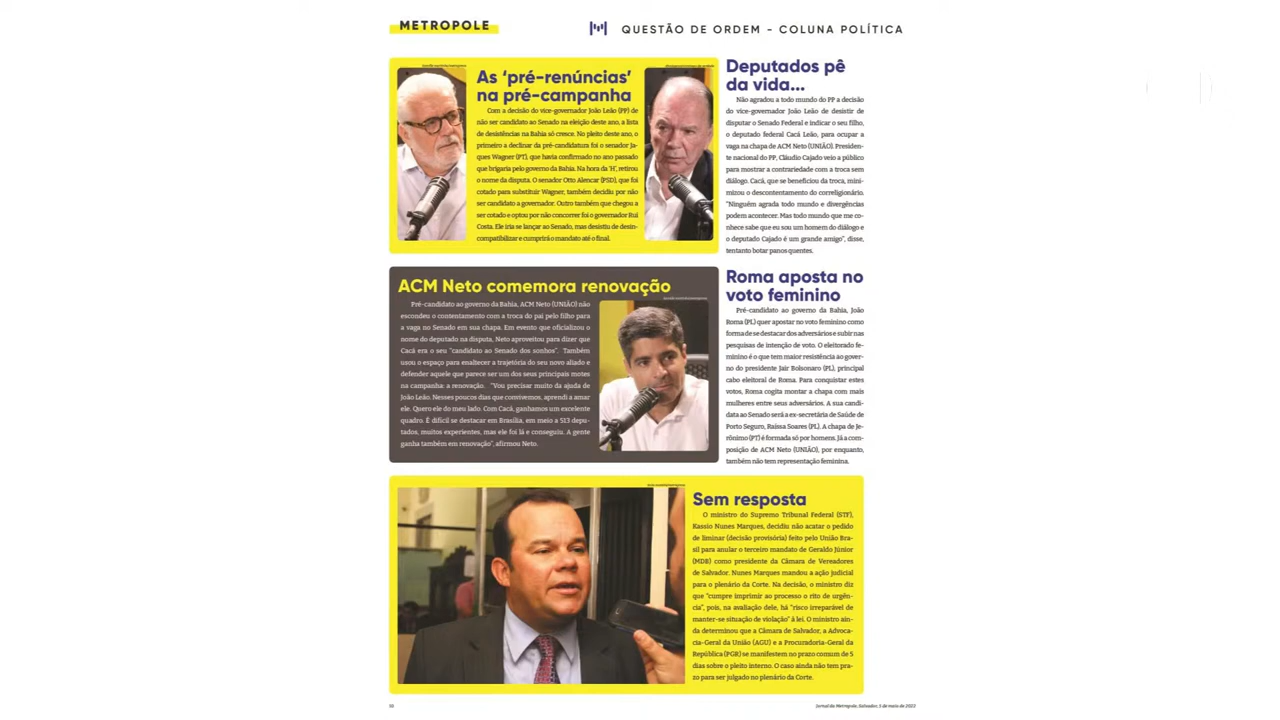 METROPOLE
QUESTÃO DE ORDEM - COLUNA POLÍTICA
As ‘pré-renúncias’
na pré-campanha
Com a decisão do vice-governador João Leão (PP) de
não ser candidato ao Senado na eleição deste ano, a lista
de desistências na Bahia só cresce. No pleito deste ano, o
primeiro a declinar da pré-candidatura foi o senador Ja-
ques Wagner (PT), que havia confirmado no ano passado
que brigaria pelo governo da Bahia. Na hora da ‘H’, retirou
o nome da disputa. O senador Otto Alencar (PSD), que foi
cotado para substituir Wagner, também decidiu por não
ser candidato a governador. Outro também que chegou a
ser cotado e optou por não concorrer foi o governador Rui
Costa. Ele iria se lançar ao Senado, mas desistiu de desin-
compatibilizar e cumprirá o mandato até o final.
Deputados pê
da vida...
Não agradou a todo mundo do PP a decisão
do vice-governador João Leão de desistir de
disputar o Senado Federal e indicar o seu filho,
o deputado federal Cacá Leão, para ocupar a
vaga na chapa de ACM Neto (UNIÃO). Presiden-
te nacional do PP, Cláudio Cajado veio a público
para mostrar a contrariedade com a troca sem
diálogo. Cacá, que se beneficiou da troca, mini-
mizou o descontentamento do correligionário.
"Ninguém agrada todo mundo e divergências
podem acontecer. Mas todo mundo que me co-
nhece sabe que eu sou um homem do diálogo e
o deputado Cajado é um grande amigo", disse,
tentanto botar panos quentes.
ACM Neto comemora renovação
Pré-candidato ao governo da Bahia, ACM Neto (UNIÃO) não
escondeu o contentamento com a troca do pai pelo filho para
a vaga no Senado em sua chapa. Em evento que oficializou o
nome do deputado na disputa, Neto aproveitou para dizer que
Cacá era o seu "candidato ao Senado dos sonhos". Também
usou o espaço para enaltecer a trajetória do seu novo aliado e
defender aquele que parece ser um dos seus principais motes
na campanha: a renovação. "Vou precisar muito da ajuda de
João Leão. Nesses poucos dias que convivemos, aprendi a amar
ele. Quero ele do meu lado. Com Cacá, ganhamos um excelente
quadro. É difícil se destacar em Brasília, em meio a 513 depu-
tados, muitos experientes, mas ele foi lá e conseguiu. A gente
ganha também em renovação", afirmou Neto.
Roma aposta no
voto feminino
Pré-candidato ao governo da Bahia, João
Roma (PL) quer apostar no voto feminino como
forma de se destacar dos adversários e subir nas
pesquisas de intenção de voto. O eleitorado fe-
minino é o que tem maior resistência ao gover-
no do presidente Jair Bolsonaro (PL), principal
cabo eleitoral de Roma. Para conquistar estes
votos, Roma cogita montar a chapa com mais
mulheres entre seus adversários. A sua candi-
data ao Senado será a ex-secretária de Saúde de
Porto Seguro, Raíssa Soares (PL). A chapa de Je-
rônimo (PT) é formada só por homem. Já a com-
posição de ACM Neto (UNIÃO), por enquanto,
também não tem representação feminina.
Sem resposta
O ministro do Supremo Tribunal Federal (STF),
Kassio Nunes Marques, decidiu não acatar o pedido
de liminar (decisão provisória) feito pelo União Bra-
sil para anular o terceiro mandato de Geraldo Júnior
(MDB) como presidente da Câmara de Vereadores
de Salvador. Nunes Marques mandou a ação judicial
para o plenário da Corte. Na decisão, o ministro diz
que "cumpre imprimir ao processo o rito de urgên-
cia", pois, na avaliação dele, há "risco irreparável de
manter-se situação de violação" à lei. O ministro ain-
da determinou que a Câmara de Salvador, a Advoca-
cia-Geral da União (AGU) e a Procuradoria-Geral da
República (PGR) se manifestem no prazo comum de 5
dias sobre o pleito interno. O caso ainda não tem pra-
zo para ser julgado no plenário da Corte.
Jornal da Metropole, Salvador, 5 de maio de 2022